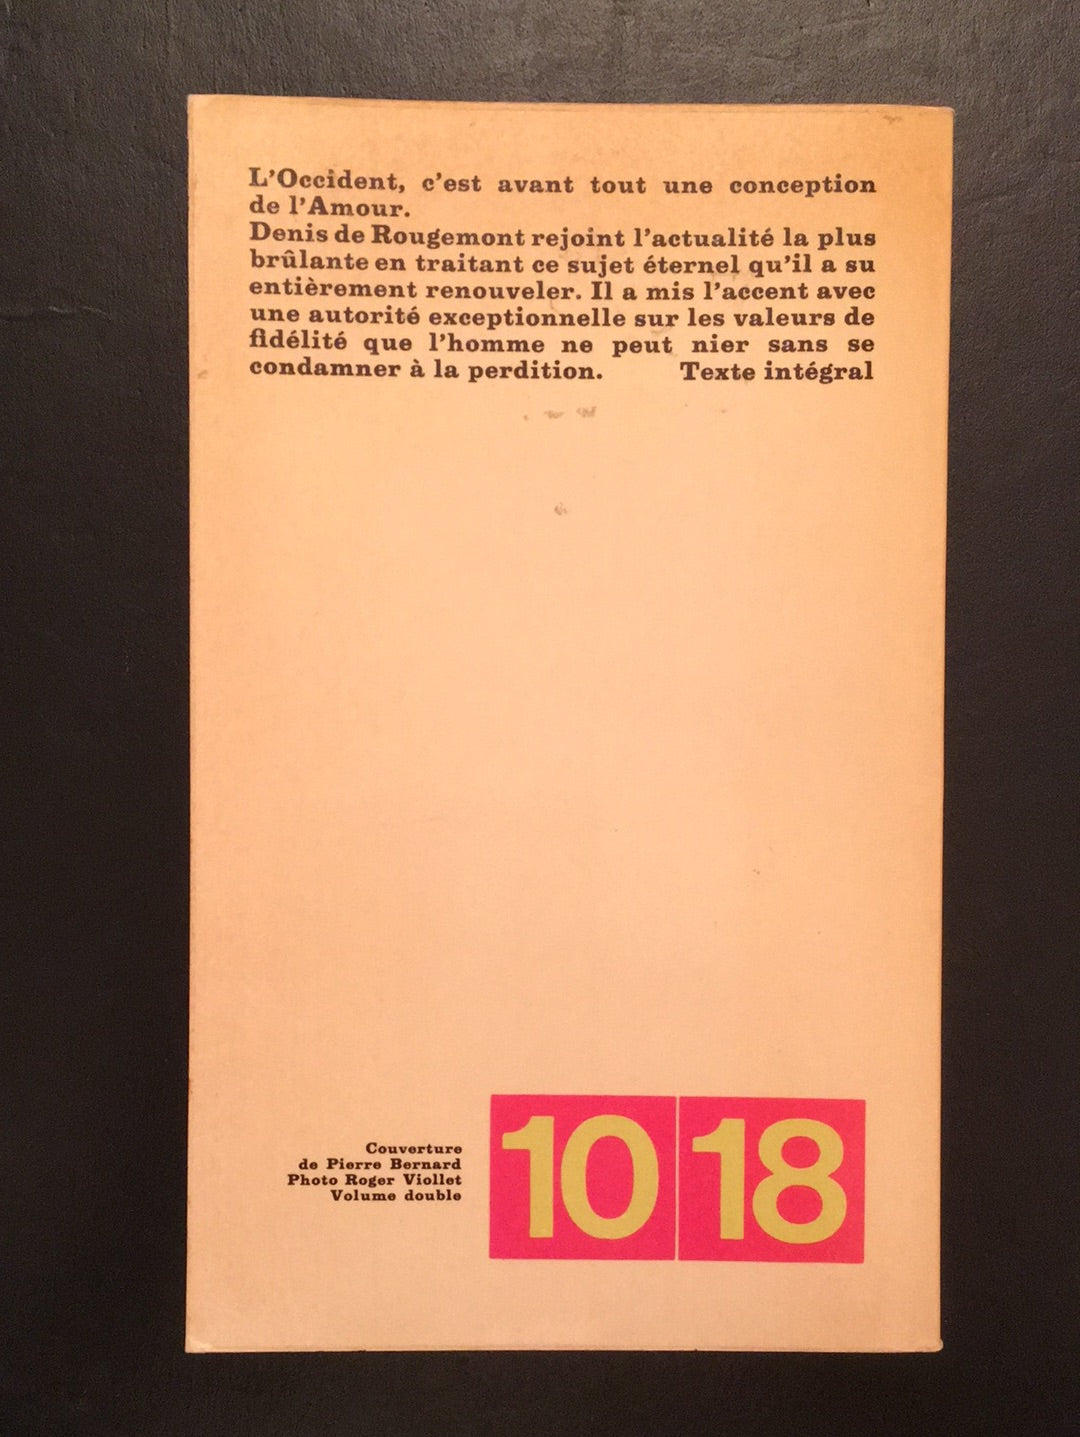 L'Occident, c'est avant tout une conception
de l'Amour.
Denis de Rougemont rejoint l'actualité la plus
brûlante en traitant ce sujet éternel qu'il a su
entièrement renouveler. Il a mis l'accent avec
une autorité exceptionnelle sur les valeurs de
fidélité que l'homme ne peut nier sans se
condamner à la perdition. Texte intégral
Couverture
de Pierre Bernard
Photo Roger Viollet
Volume double
10 18